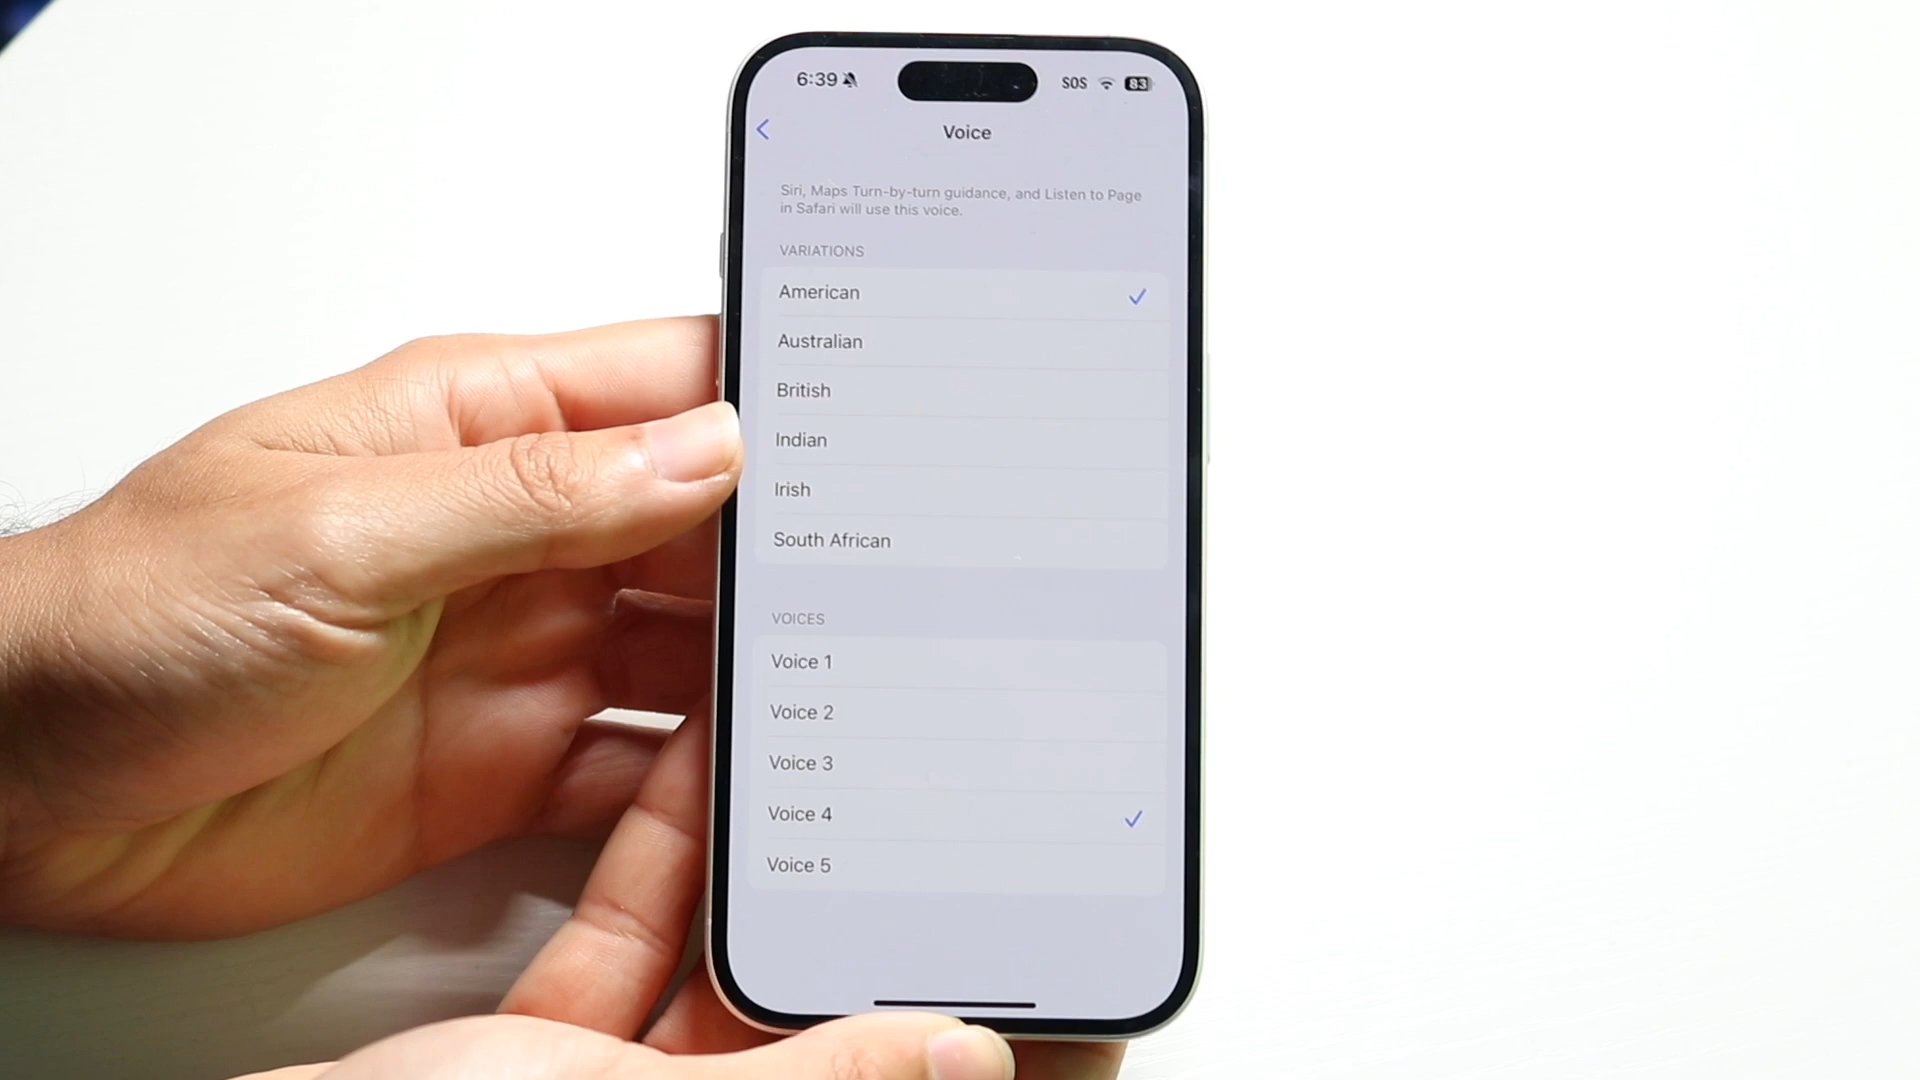 6:39
SOS
83
Voice
Siri, Maps Turn-by-turn guidance, and Listen to Page
in Safari will use this voice.
VARIATIONS
American
Australian
British
Indian
Irish
South African
VOICES
Voice 1
Voice 2
Voice 3
Voice 4
Voice 5